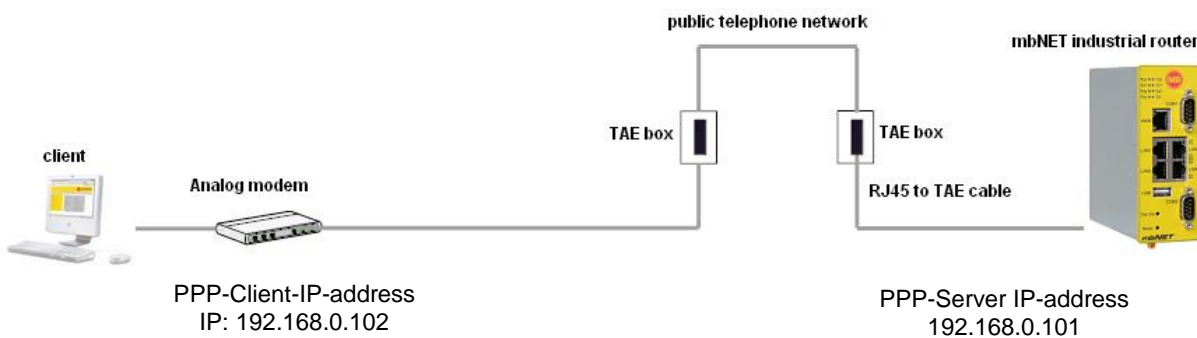 public telephone network
mbNET industrial router
TAE box
TAE box
client
Analog modem
RJ45 to TAE cable
PPP-Client-IP-address
IP: 192.168.0.102
PPP-Server IP-address
192.168.0.101
mbNET